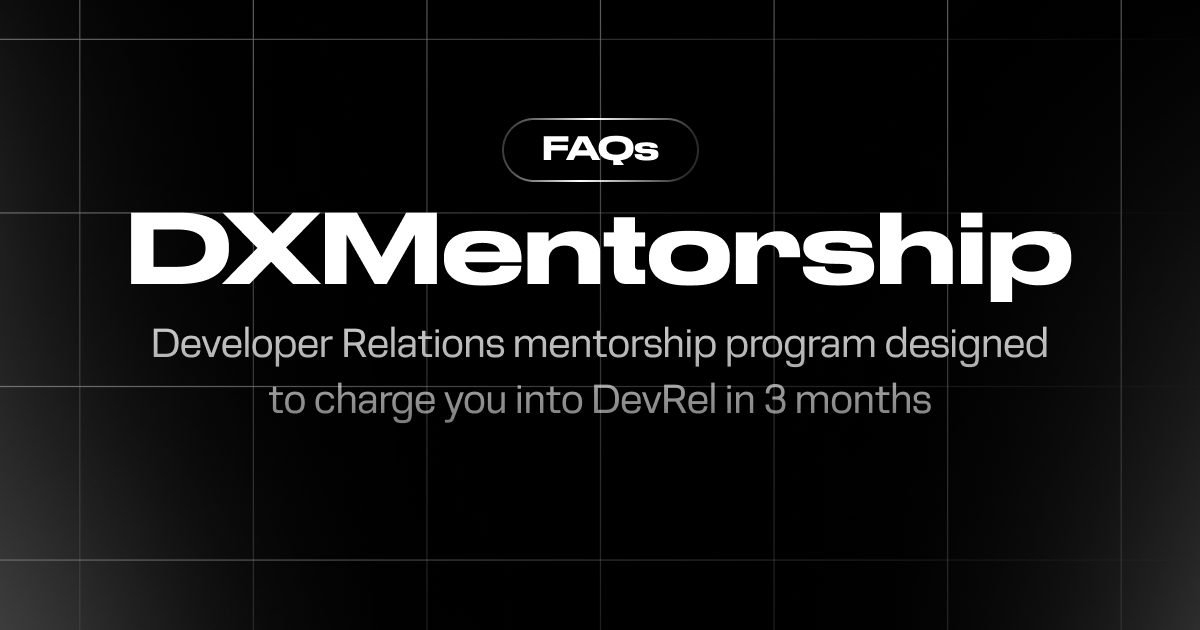 FAQs
DXMentorship
Developer Relations mentorship program designed
to charge you into DevRel in 3 months